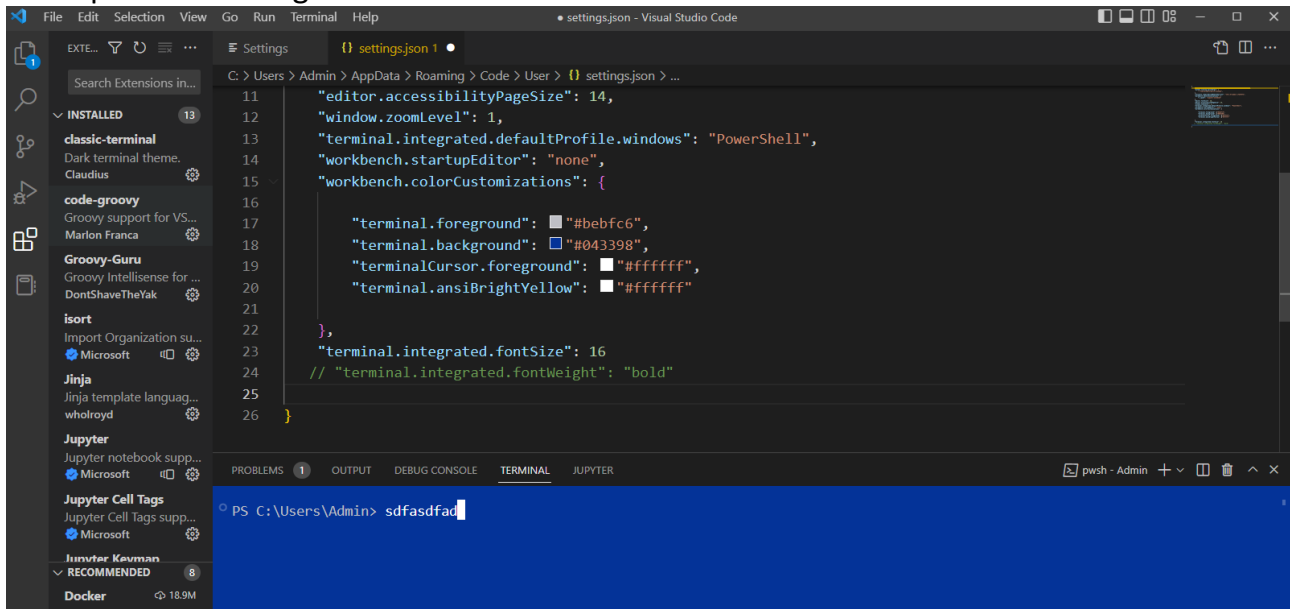 File Edit Selection View Go Run Terminal Help ● settings.json - Visual Studio Code
EXTE...
Settings
{} settings.json 1 ●
C: > Users > Admin > AppData > Roaming > Code > User > {} settings.json > ...
1
Search Extensions in...
INSTALLED 13
classic-terminal
Dark terminal theme.
Claudius
code-groovy
Groovy support for VS...
Marlon Franca
Groovy-Guru
Groovy Intellisense for ...
DontShaveTheYak
isort
Import Organization su...
Microsoft
Jinja
Jinja template languag...
wholroyd
Jupyter
Jupyter notebook supp...
Microsoft
Jupyter Cell Tags
Jupyter Cell Tags supp...
Microsoft
Jupyter Keymap
RECOMMENDED 8
Docker 18.9M
11 "editor.accessibilityPageSize": 14,
12 "window.zoomLevel": 1,
13 "terminal.integrated.defaultProfile.windows": "PowerShell",
14 "workbench.startupEditor": "none",
15 "workbench.colorCustomizations": {
16
17 "terminal.foreground": "#bebfc6",
18 "terminal.background": "#043398",
19 "terminalCursor.foreground": "#ffffff",
20 "terminal.ansiBrightYellow": "#ffffff"
21
22 },
23 "terminal.integrated.fontSize": 16
24 // "terminal.integrated.fontWeight": "bold"
25
26 }
PROBLEMS 1 OUTPUT DEBUG CONSOLE TERMINAL JUPYTER
pwsh - Admin
PS C:\Users\Admin> sdfasdfad